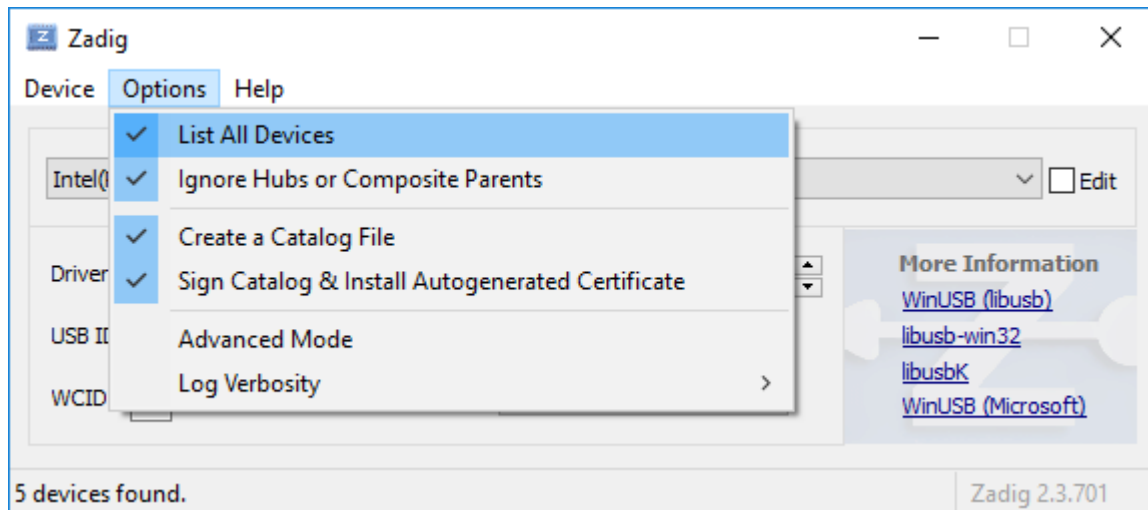 Zadig
Device Options Help
List All Devices
Ignore Hubs or Composite Parents
Create a Catalog File
Sign Catalog & Install Autogenerated Certificate
Advanced Mode
Log Verbosity
Edit
Driver
USB
WCID
More Information
WinUSB (libusb)
libusb-win32
libusbK
WinUSB (Microsoft)
5 devices found.
Zadig 2.3.701